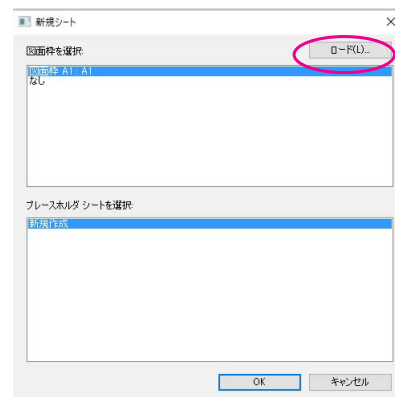 新規シート
図面枠を選択:
ロード(L)...
図面枠 A1 : A1
なし
プレースホルダ シートを選択:
新規作成
OK
キャンセル